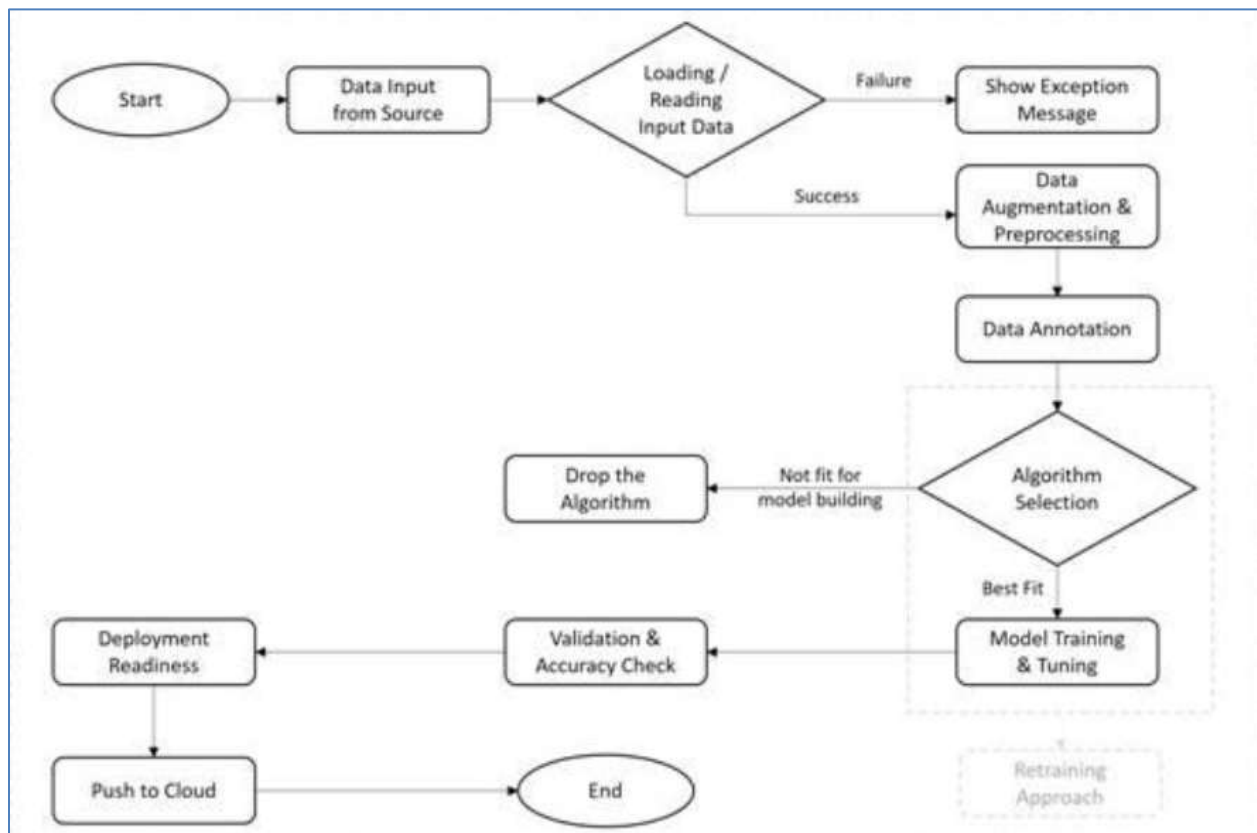 Start
Data Input
from Source
Loading /
Reading
Input Data
Failure
Show Exception
Message
Success
Data
Augmentation &
Preprocessing
Data Annotation
Algorithm
Selection
Not fit for
model building
Drop the
Algorithm
Best Fit
Model Training
& Tuning
Validation &
Accuracy Check
Deployment
Readiness
Push to Cloud
End
Retraining
Approach